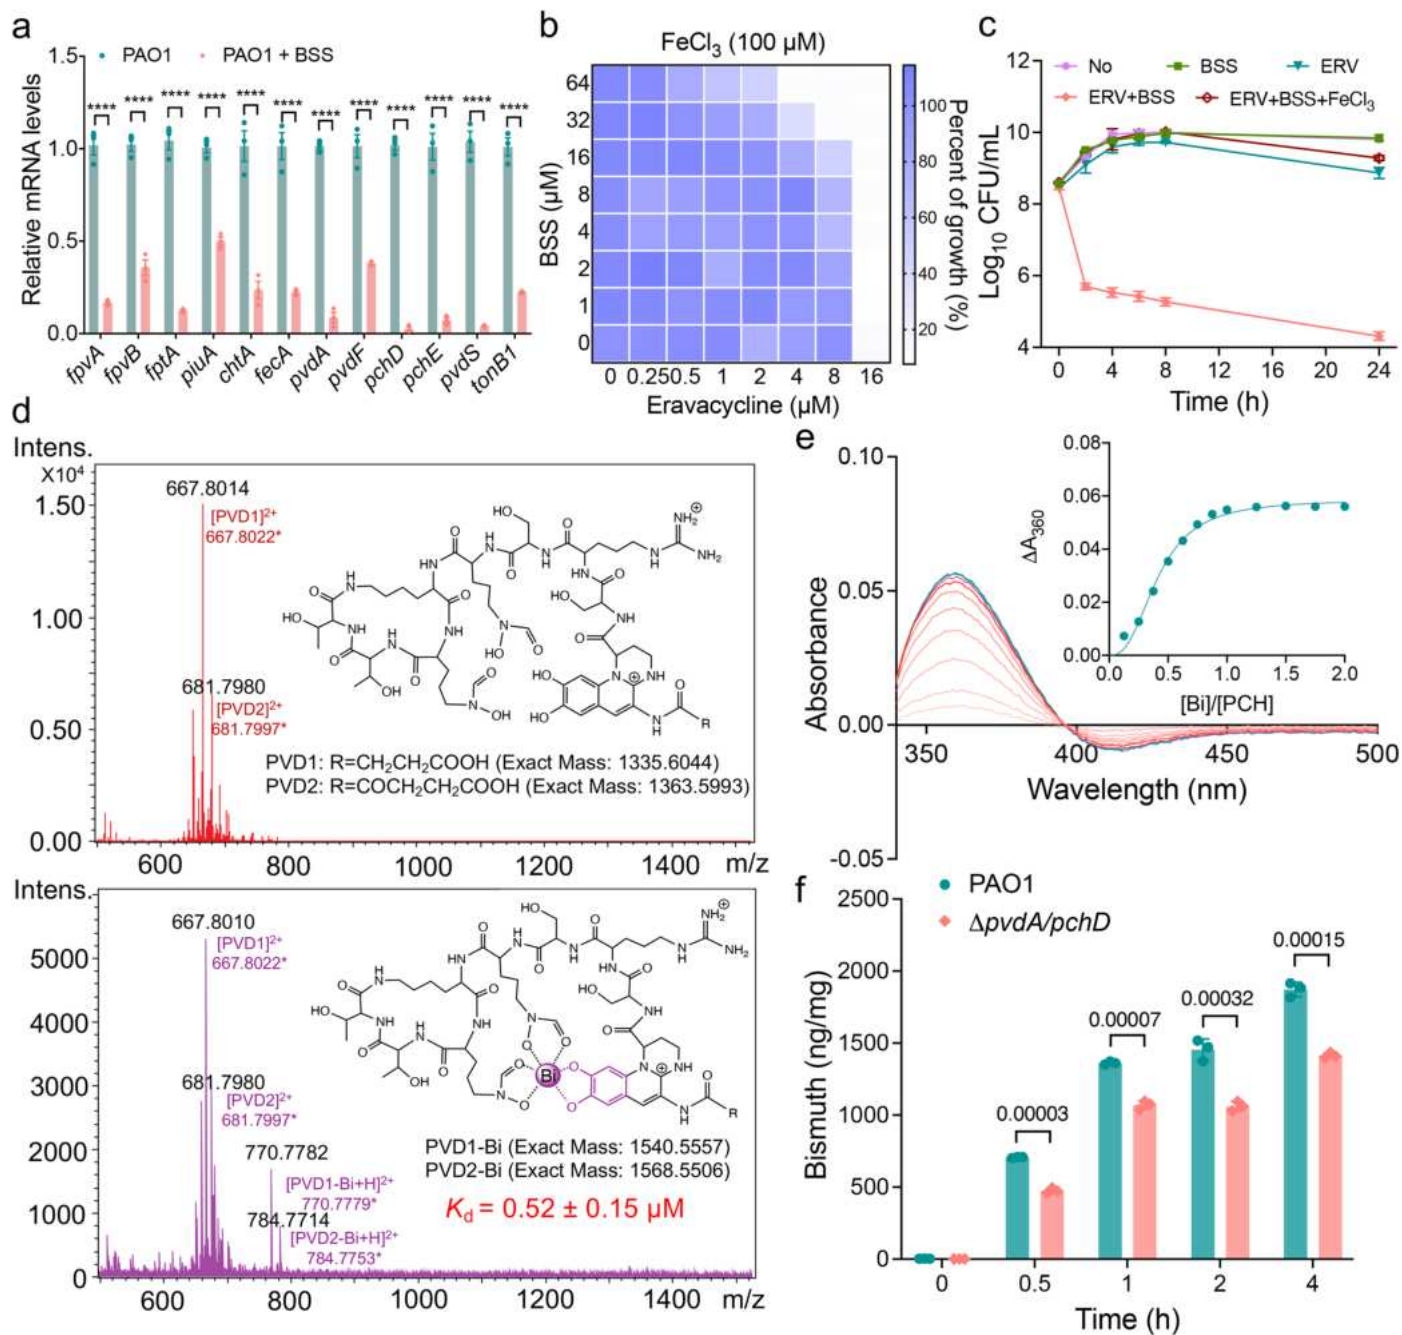 a
PAO1
PAO1 + BSS
Relative mRNA levels
1.5
1.0
0.5
0.0
**** **** **** **** **** **** **** **** **** **** **** ****
fpvA fpvB fptA piuA chtA fecA pvdA pvdF pchD pchE pvdS tonB1
b
FeCl₃ (100 µM)
BSS (µM)
64
32
16
8
4
2
1
0
0 0.25 0.5 1 2 4 8 16
Eravacycline (µM)
Percent of growth (%)
100
80
60
40
20
c
No
BSS
ERV
ERV+BSS
ERV+BSS+FeCl₃
Log₁₀ CFU/mL
12
10
8
6
4
0 4 8 12 16 20 24
Time (h)
d
Intens.
X10⁴
1.50
1.00
0.50
0.00
667.8014
[PVD1]²⁺
667.8022*
681.7980
[PVD2]²⁺
681.7997*
PVD1: R=CH₂CH₂COOH (Exact Mass: 1335.6044)
PVD2: R=COCH₂CH₂COOH (Exact Mass: 1363.5993)
600 800 1000 1200 1400 m/z
Intens.
5000
4000
3000
2000
1000
0
667.8010
[PVD1]²⁺
667.8022*
681.7980
[PVD2]²⁺
681.7997*
770.7782
[PVD1-Bi+H]²⁺
770.7779*
784.7714
[PVD2-Bi+H]²⁺
784.7753*
Bi
PVD1-Bi (Exact Mass: 1540.5557)
PVD2-Bi (Exact Mass: 1568.5506)
K_d = 0.52 ± 0.15 µM
600 800 1000 1200 1400 m/z
e
Absorbance
0.10
0.05
0.00
-0.05
350 400 450 500
Wavelength (nm)
ΔA₃₆₀
0.08
0.06
0.04
0.02
0.00
0.0 0.5 1.0 1.5 2.0
[Bi]/[PCH]
f
PAO1
ΔpvdA/pchD
Bismuth (ng/mg)
2500
2000
1500
1000
500
0
0.00003
0.00007
0.00032
0.00015
0 0.5 1 2 4
Time (h)